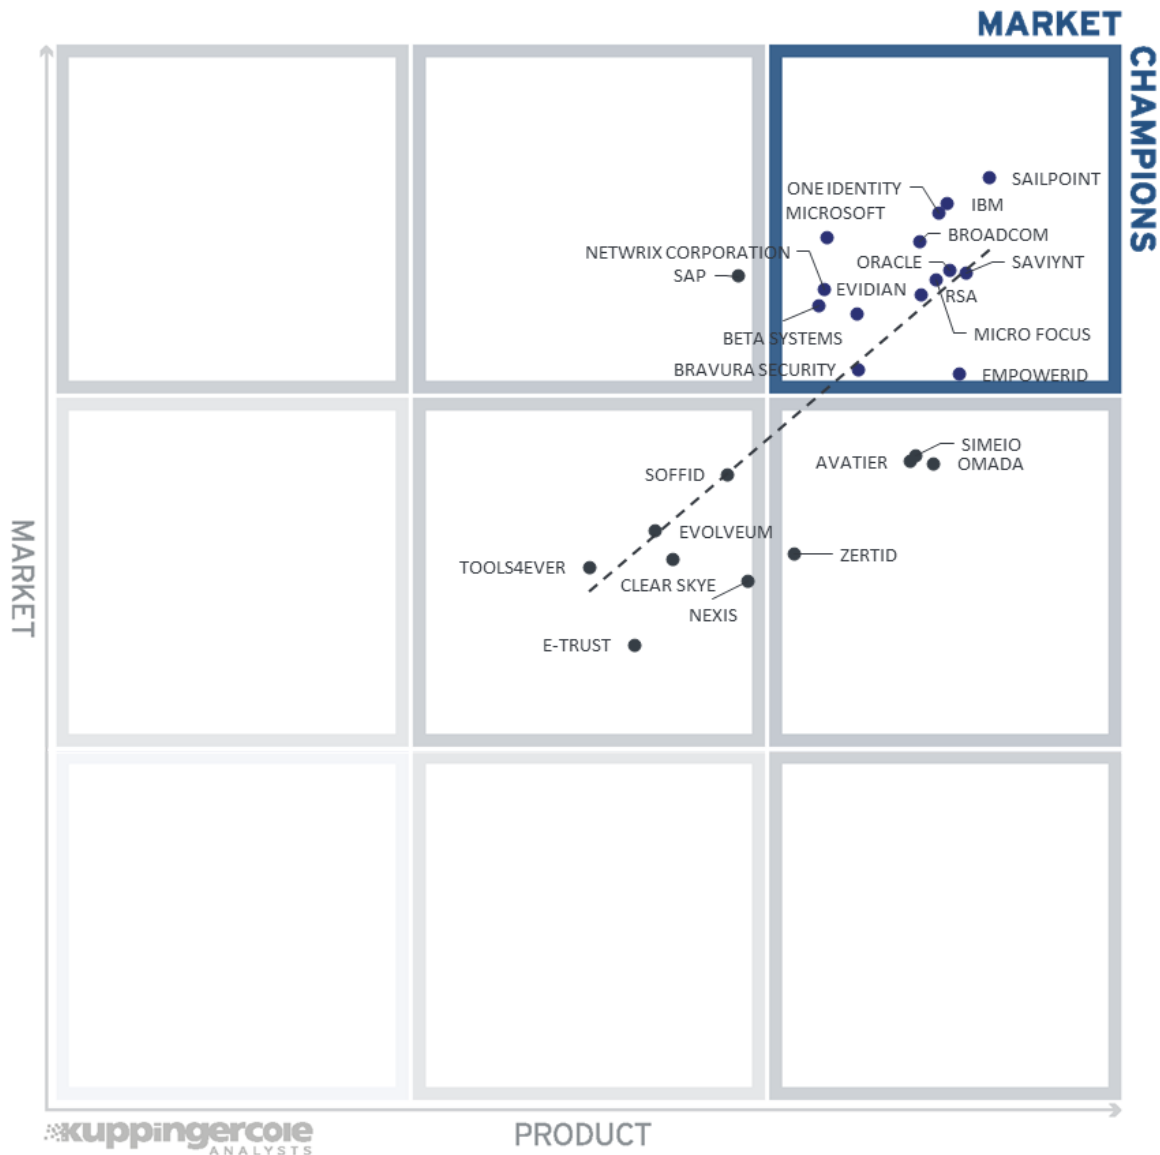 MARKET
CHAMPIONS
SAILPOINT
ONE IDENTITY
IBM
MICROSOFT
BROADCOM
NETWRIX CORPORATION
ORACLE
SAVIYNT
SAP
EVIDIAN
RSA
MICRO FOCUS
BETA SYSTEMS
BRAVURA SECURITY
EMPOWERID
SIMEIO
AVATIER
OMADA
SOFFID
EVOLVEUM
ZERTID
TOOLS4EVER
CLEAR SKYE
NEXIS
E-TRUST
MARKET
PRODUCT
kuppingercole
ANALYSTS